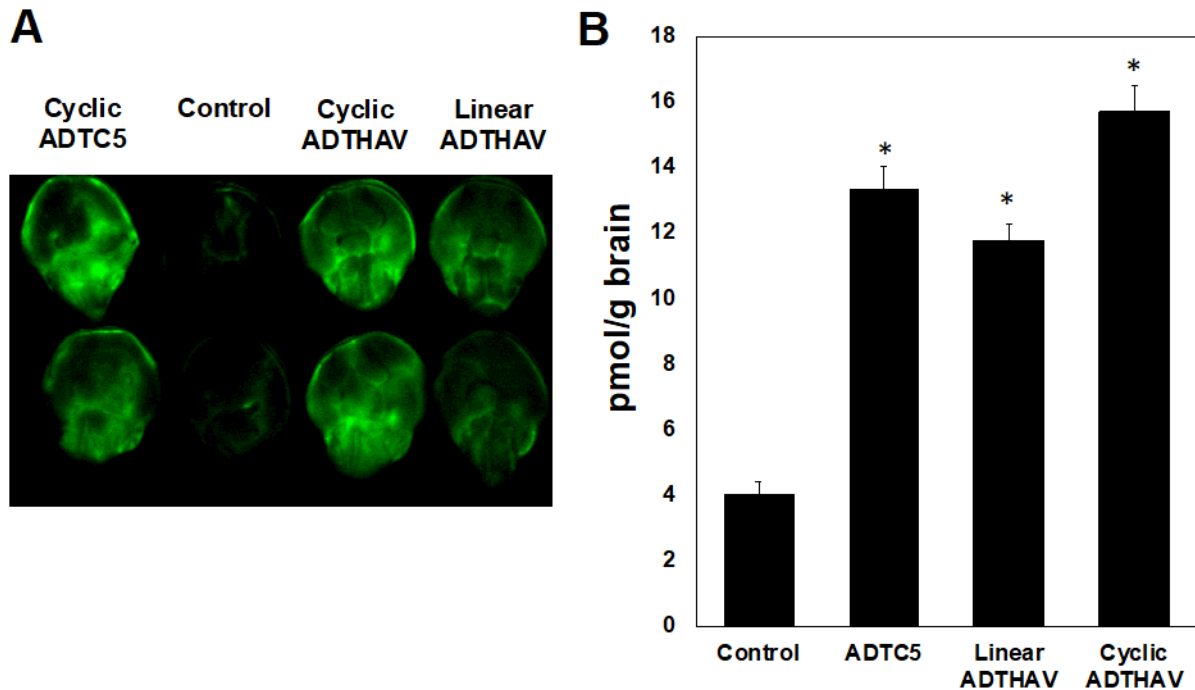 A
Cyclic
ADTC5
Control
Cyclic
ADTHAV
Linear
ADTHAV
B
pmol/g brain
18
16
14
12
10
8
6
4
2
0
*
*
*
Control
ADTC5
Linear
ADTHAV
Cyclic
ADTHAV